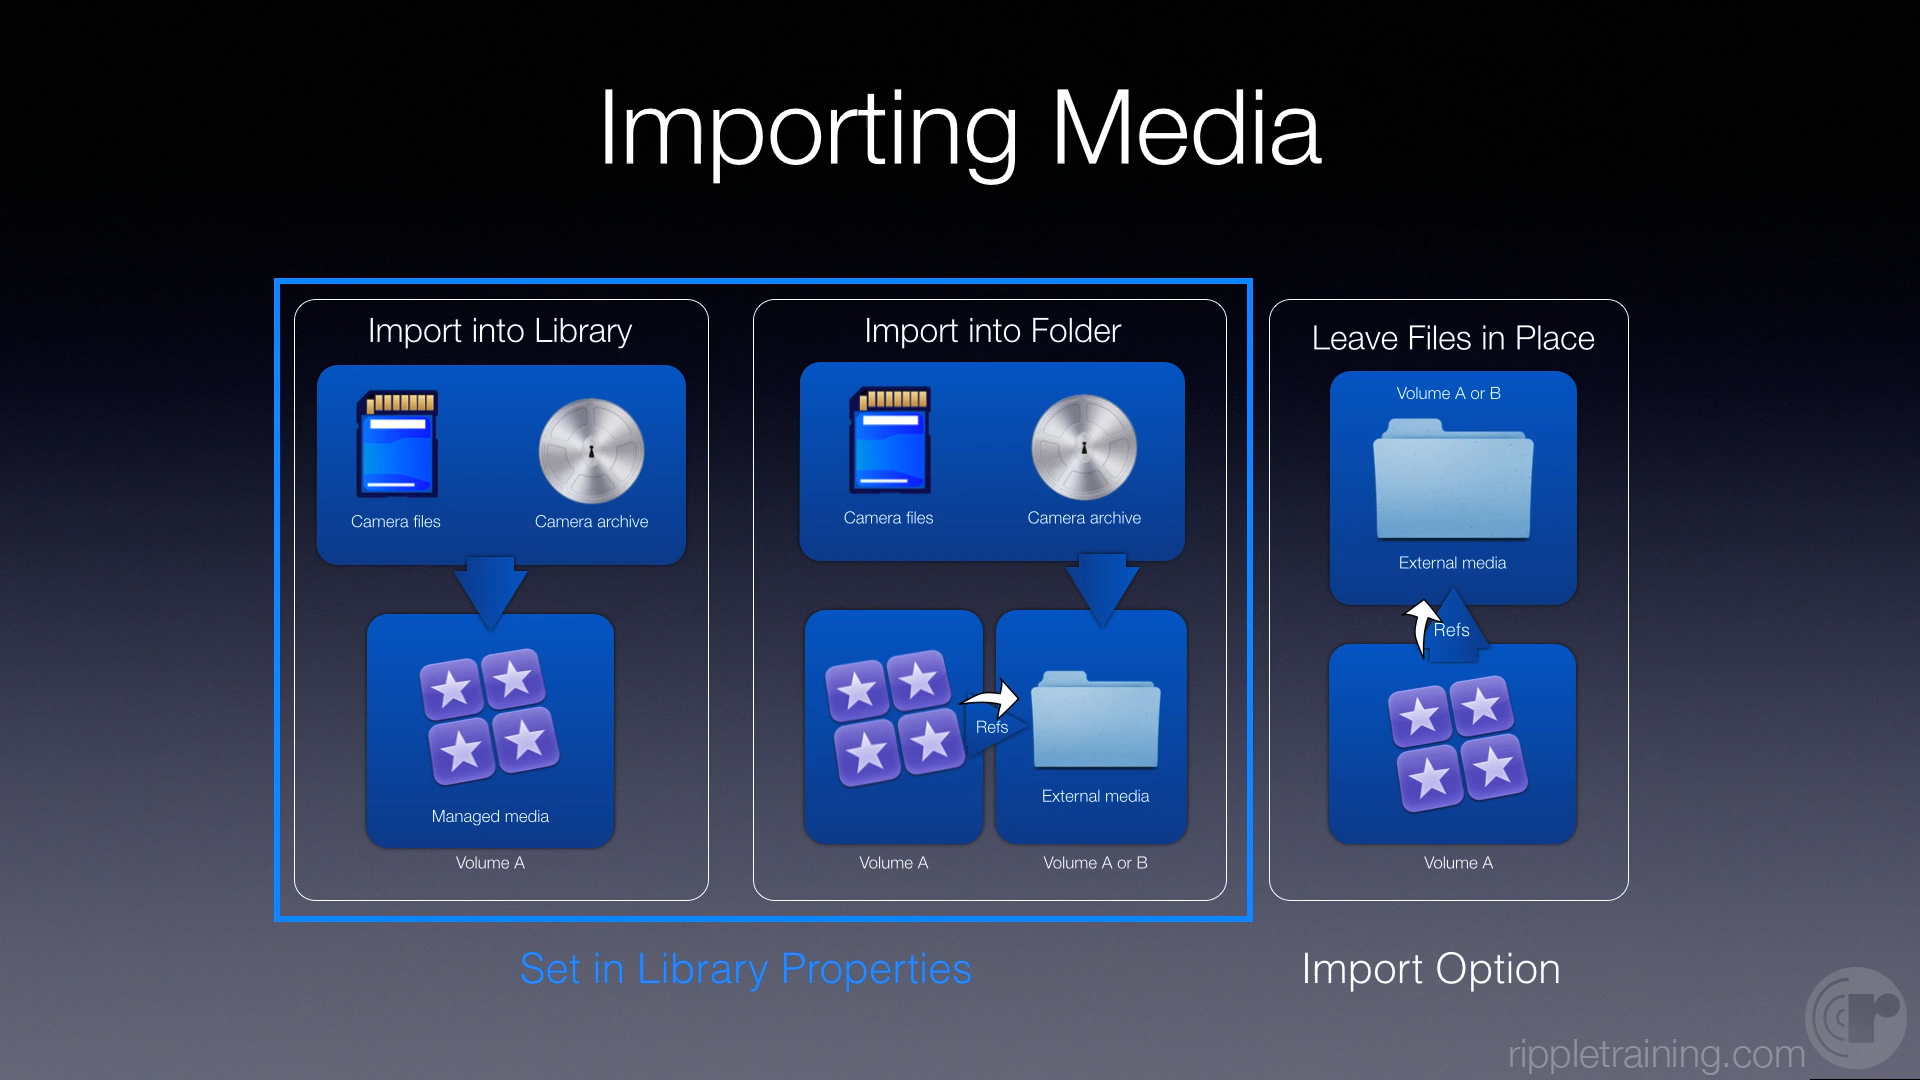 Importing Media
Import into Library
Camera files
Camera archive
Managed media
Volume A
Import into Folder
Camera files
Camera archive
Refs
External media
Volume A
Volume A or B
Leave Files in Place
Volume A or B
External media
Refs
Volume A
Set in Library Properties
Import Option
rippletraining.com